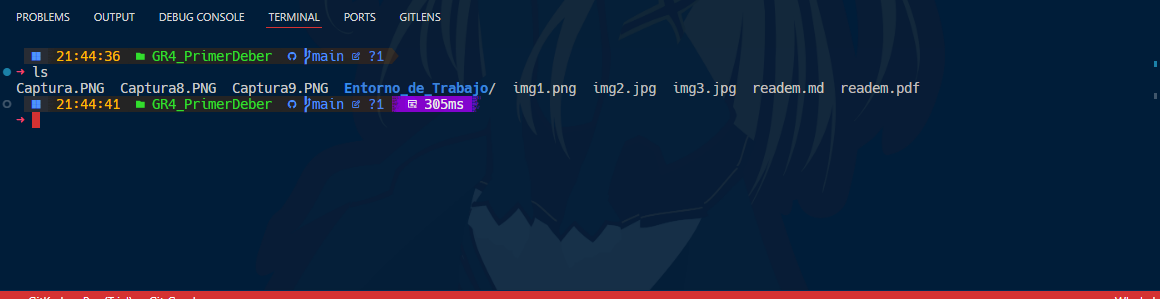 PROBLEMS OUTPUT DEBUG CONSOLE TERMINAL PORTS GITLENS
21:44:36 GR4_PrimerDeber main ?1
➜ ls
Captura.PNG Captura8.PNG Captura9.PNG Entorno_de_Trabajo/ img1.png img2.jpg img3.jpg readem.md readem.pdf
21:44:41 GR4_PrimerDeber main ?1 305ms
➜